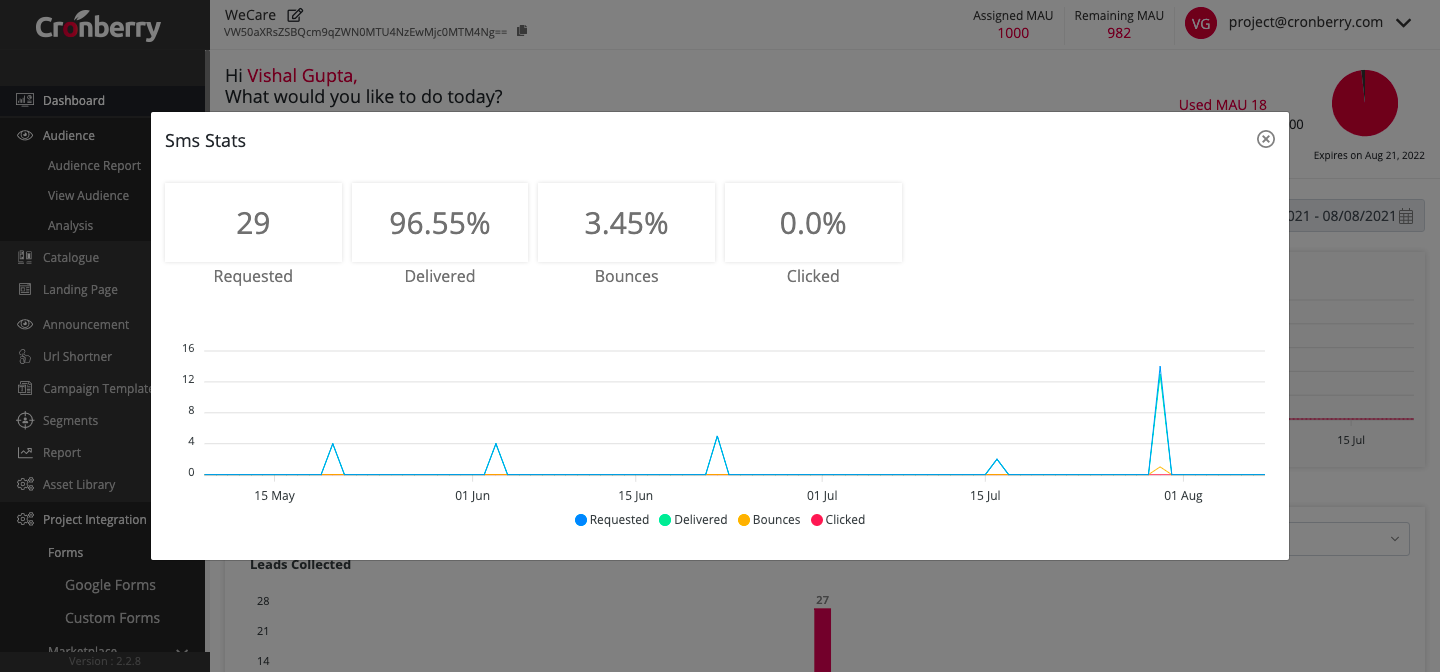 Cronberry
WeCare
VW50aXRsZSBQcm9qZWN0MTU4NzEwMjc0MTM4Ng==
Assigned MAU
1000
Remaining MAU
982
VG
project@cronberry.com
Hi Vishal Gupta,
What would you like to do today?
Used MAU 18
00
Expires on Aug 21, 2022
021 - 08/08/2021
Dashboard
Audience
Audience Report
View Audience
Analysis
Catalogue
Landing Page
Announcement
Url Shortner
Campaign Template
Segments
Report
Asset Library
Project Integration
Forms
Google Forms
Custom Forms
Marketplace
Version : 2.2.8
Sms Stats
29
Requested
96.55%
Delivered
3.45%
Bounces
0.0%
Clicked
16
12
8
4
0
15 May
01 Jun
15 Jun
01 Jul
15 Jul
01 Aug
Requested
Delivered
Bounces
Clicked
15 Jul
Leads Collected
28
21
14
27